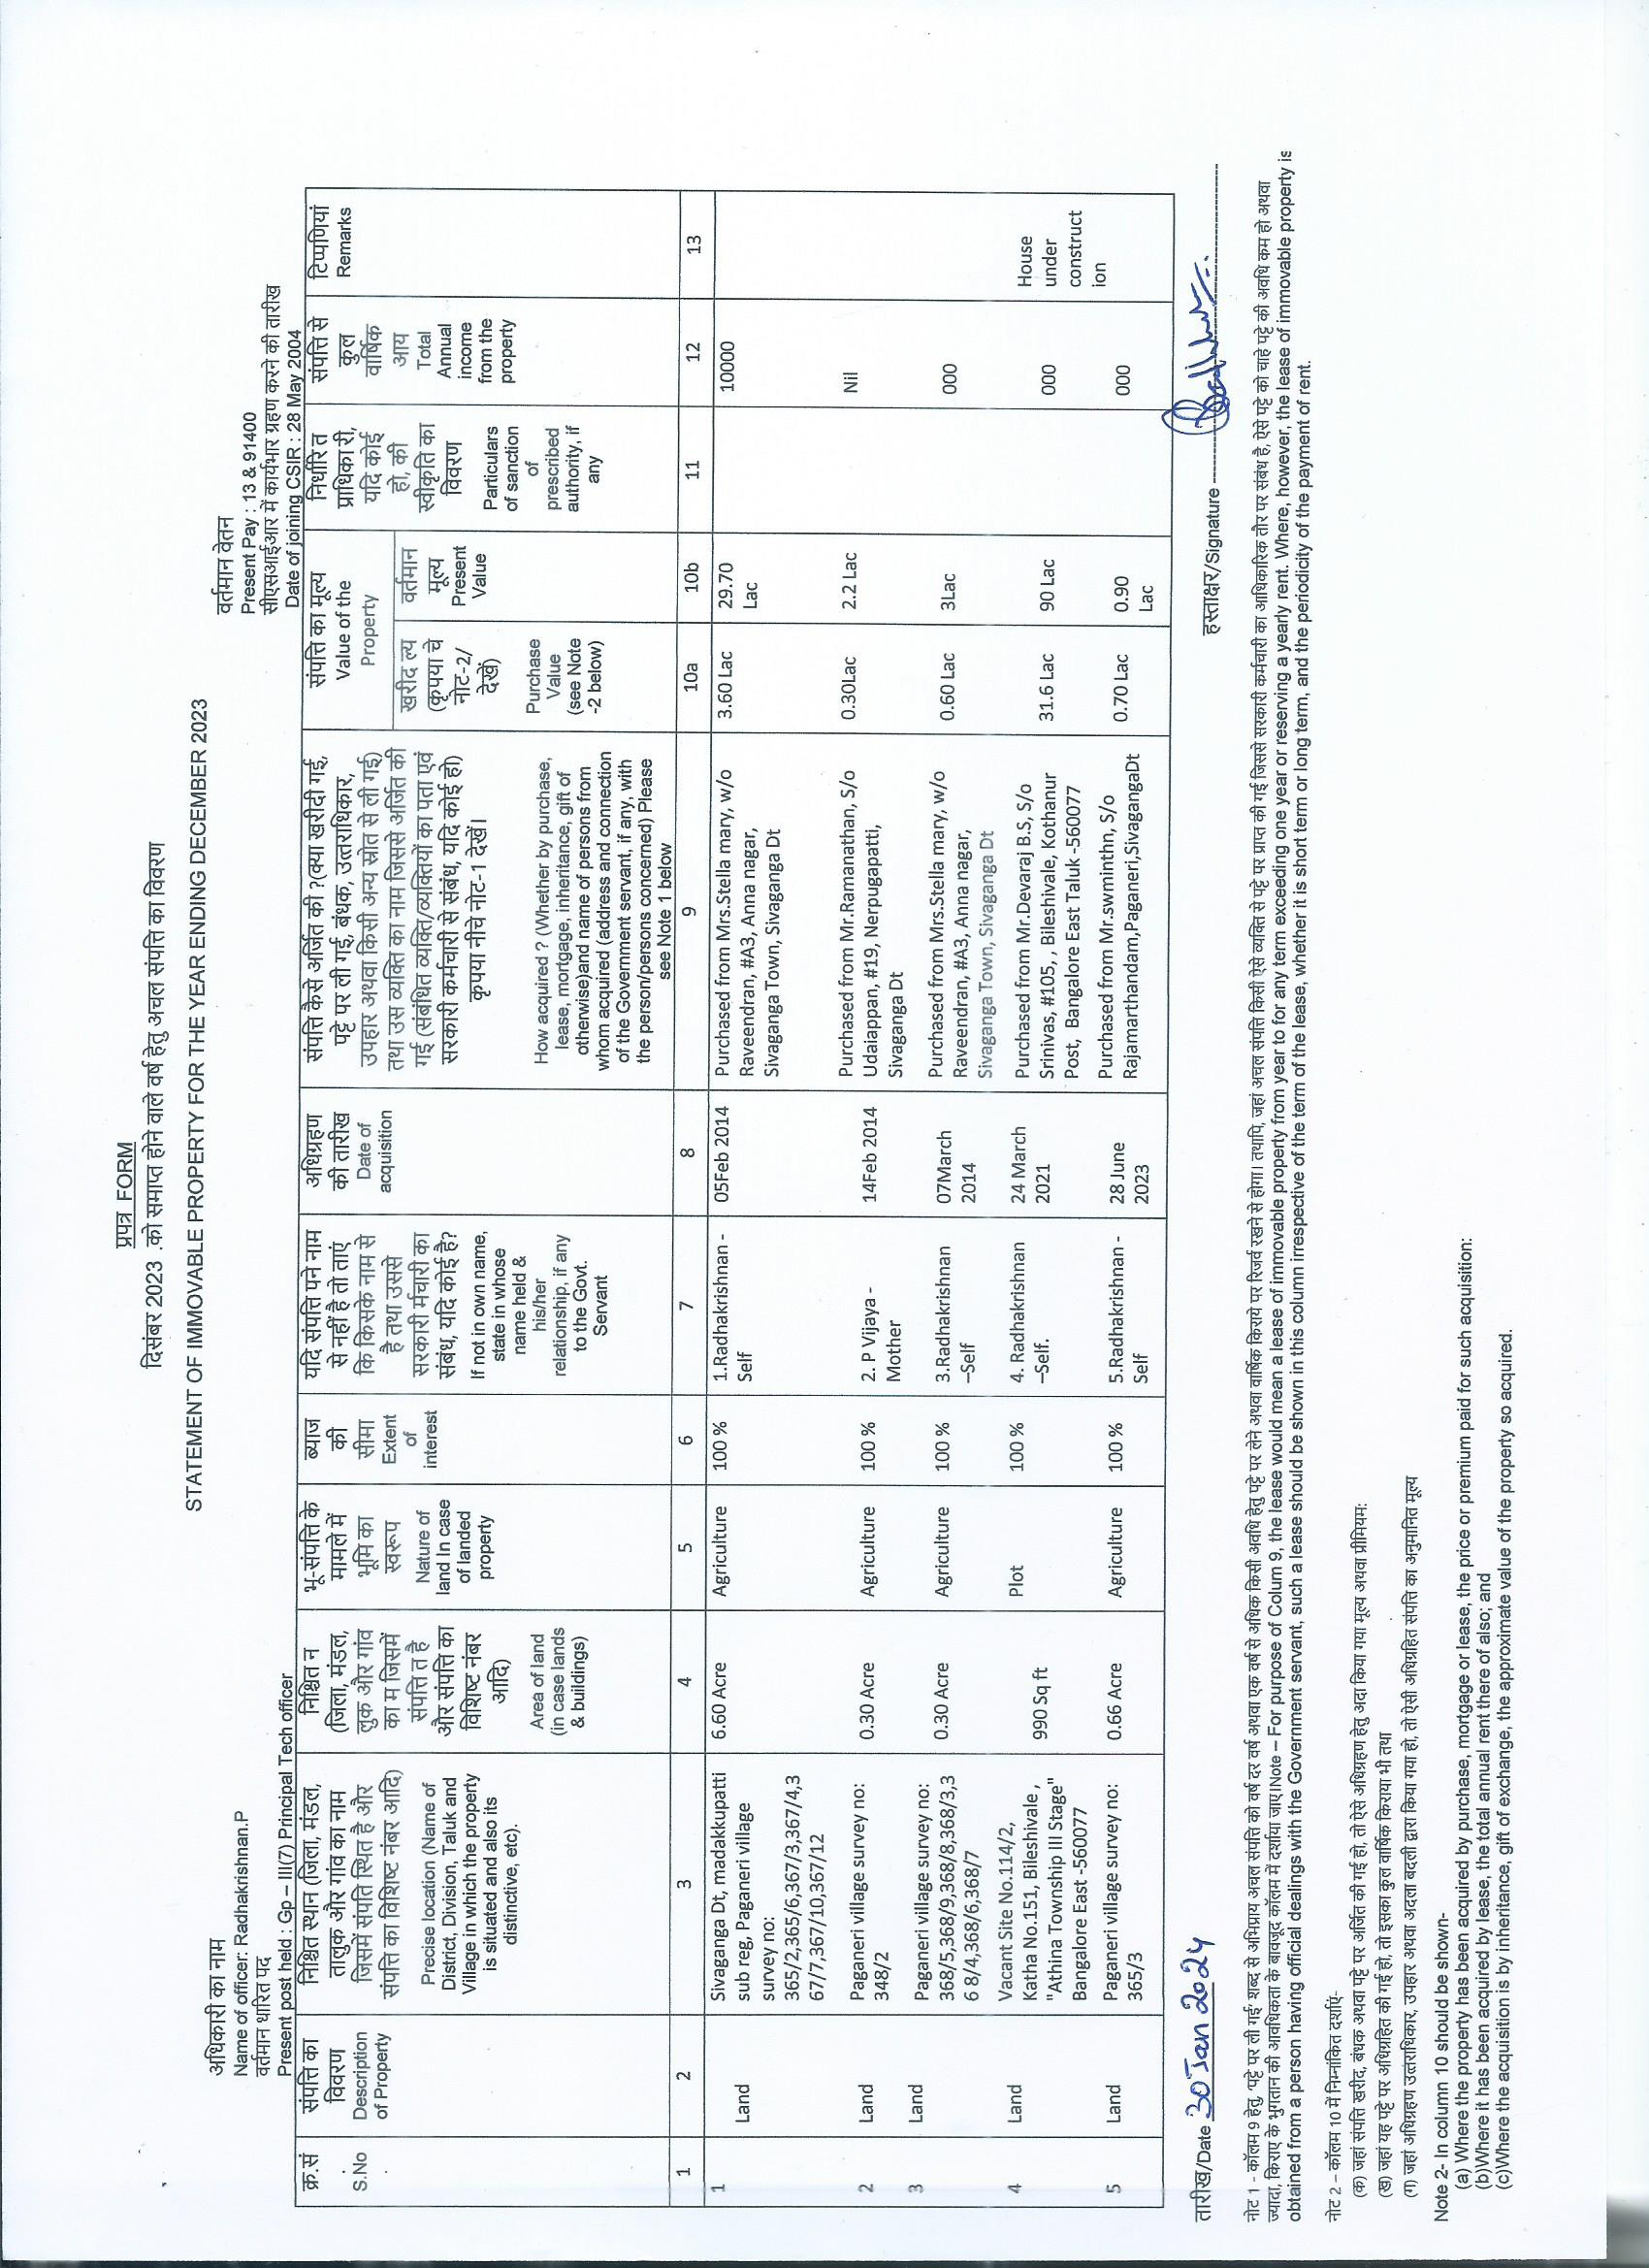 प्रपत्र FORM
दिसंबर 2023 .को समाप्त होने वाले वर्ष हेतु अचल संपत्ति का विवरण
STATEMENT OF IMMOVABLE PROPERTY FOR THE YEAR ENDING DECEMBER 2023
अधिकारी का नाम
Name of officer: Radhakrishnan.P
वर्तमान धारित पद
Present post held : Gp – III(7) Principal Tech officer
वर्तमान वेतन
Present Pay : 13 & 91400
सीएसआईआर में कार्यभार ग्रहण करने की तारीख
Date of joining CSIR : 28 May 2004
क्र.सं
S.No
संपत्ति का
विवरण
Description
of Property
निश्चित स्थान (जिला, मंडल,
तालुक और गांव का नाम
जिसमें संपत्ति स्थित है और
संपत्ति का विशिष्ट नंबर आदि)
Precise location (Name of
District, Division, Taluk and
Village in which the property
is situated and also its
distinctive, etc).
निश्चित न
(जिला, मंडल,
लुक और गांव
का म जिसमें
संपत्ति त है
और संपत्ति का
विशिष्ट नंबर
आदि)
Area of land
(in case lands
& buildings)
भू-संपत्ति के
मामले में
भूमि का
स्वरूप
Nature of
land In case
of landed
property
ब्याज
की
सीमा
Extent
of
interest
यदि संपत्ति पने नाम
से नहीं है तो ताएं
कि किसके नाम से
है तथा उससे
सरकारी र्मचारी का
संबंध, यदि कोई है?
If not in own name,
state in whose
name held &
his/her
relationship, if any
to the Govt.
Servant
अधिग्रहण
की तारीख
Date of
acquisition
संपत्ति कैसे अर्जित की ?(क्या खरीदी गई,
पट्टे पर ली गई, बंधक, उत्तराधिकार,
उपहार अथवा किसी अन्य स्रोत से ली गई)
तथा उस व्यक्ति का नाम जिससे अर्जित की
गई (संबंधित व्यक्ति/व्यक्तियों का पता एवं
सरकारी कर्मचारी से संबंध, यदि कोई हो)
कृपया नीचे नोट-1 देखें।
How acquired ? (Whether by purchase,
lease, mortgage, inheritance, gift of
otherwise)and name of persons from
whom acquired (address and connection
of the Government servant, if any, with
the person/persons concerned) Please
see Note 1 below
संपत्ति का मूल्य
Value of the
Property
खरीद ल्य
(कृपया चे
नोट-2/
देखें)
Purchase
Value
(see Note
-2 below)
वर्तमान
मूल्य
Present
Value
निर्धारि त
प्राधिका री,
यदि कोई
हो, की
स्वीकृति का
विवरण
Particulars
of sanction
of
prescribed
authority, if
any
संपत्ति से
कुल
वार्षिक
आय
Total
Annual
income
from the
property
टिप्पणियां
Remarks
1 2 3 4 5 6 7 8 9 10a 10b 11 12 13
1
Land
Sivaganga Dt, madakkupatti
sub reg, Paganeri village
survey no:
365/2,365/6,367/3,367/4,3
67/7,367/10,367/12
6.60 Acre
Agriculture
100 %
1.Radhakrishnan -
Self
05Feb 2014
Purchased from Mrs.Stella mary, w/o
Raveendran, #A3, Anna nagar,
Sivaganga Town, Sivaganga Dt
3.60 Lac
29.70
Lac
10000
2
Land
Paganeri village survey no:
348/2
0.30 Acre
Agriculture
100 %
2. P Vijaya -
Mother
14Feb 2014
Purchased from Mr.Ramanathan, S/o
Udaiappan, #19, Nerpugapatti,
Sivaganga Dt
0.30Lac
2.2 Lac
Nil
3
Land
Paganeri village survey no:
368/5,368/9,368/8,368/3,3
6 8/4,368/6,368/7
0.30 Acre
Agriculture
100 %
3.Radhakrishnan
–Self
07March
2014
Purchased from Mrs.Stella mary, w/o
Raveendran, #A3, Anna nagar,
Sivaganga Town, Sivaganga Dt
0.60 Lac
3Lac
000
4
Land
Vacant Site No.114/2,
Katha No.151, Bileshivale ,
"Athina Township III Stage"
Bangalore East -560077
990 Sq ft
Plot
100 %
4. Radhakrishnan
–Self.
24 March
2021
Purchased from Mr.Devaraj B.S, S/o
Srinivas, #105, , Bileshivale, Kothanur
Post, Bangalore East Taluk -560077
31.6 Lac
90 Lac
000
House
under
construct
ion
5
Land
Paganeri village survey no:
365/3
0.66 Acre
Agriculture
100 %
5.Radhakrishnan -
Self
28 June
2023
Purchased from Mr.swminthn, S/o
Rajamarthandam,Paganeri,SivagangaDt
0.70 Lac
0.90
Lac
000
तारीख/Date 30 Jan 2024
हस्ताक्षर/Signature
नोट 1 - कॉलम 9 हेतु, 'पट्टे पर ली गई' शब्द से अभिप्राय अचल संपत्ति को वर्ष दर वर्ष अथवा एक वर्ष से अधिक किसी अवधि हेतु पट्टे पर लेने अथवा वार्षिक किराये पर रिजर्व रखने से होगा। तथापि, जहां अचल संपत्ति किसी ऐसे व्यक्ति से पट्टे पर प्राप्त की गई जिससे सरकारी कर्मचारी का आधिकारिक तौर पर संबंध है, ऐसे पट्टे को चाहे पट्टे की अवधि कम हो अथवा
ज्यादा, किराए के भुगतान की आवधिकता के बावजूद कॉलम में दर्शाया जाए।Note – For purpose of Colum 9, the lease would mean a lease of immovable property from year to for any term exceeding one year or reserving a yearly rent. Where, however, the lease of immovable property is
obtained from a person having official dealings with the Government servant, such a lease should be shown in this column irrespective of the term of the lease, whether it is short term or long term, and the periodicity of the payment of rent.
नोट 2 – कॉलम 10 में निम्नांकित दर्शाएं-
(क) जहां संपत्ति खरीद, बंधक अथवा पट्टे पर अर्जित की गई हो, तो ऐसे अधिग्रहण हेतु अदा किया गया मूल्य अथवा प्रीमियम:
(ख) जहां यह पट्टे पर अधिग्रहित की गई हो, तो इसका कुल वार्षिक किराया भी तथा
(ग) जहां अधिग्रहण उत्तराधिकार, उपहार अथवा अदला बदली द्वारा किया गया हो, तो ऐसी अधिग्रहित संपत्ति का अनुमानित मूल्य
Note 2- In column 10 should be shown-
(a) Where the property has been acquired by purchase, mortgage or lease, the price or premium paid for such acquisition:
(b)Where it has been acquired by lease, the total annual rent there of also; and
(c)Where the acquisition is by inheritance, gift of exchange, the approximate value of the property so acquired.